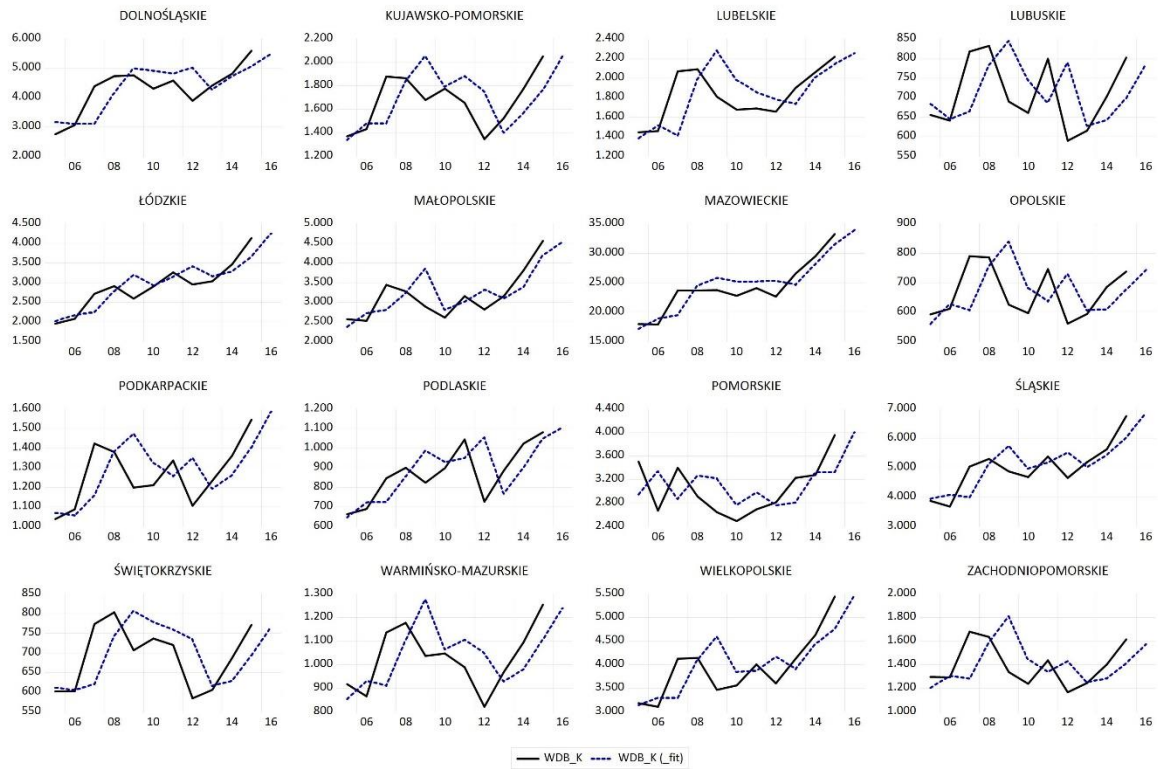 DOLNOŚLĄSKIE KUJAWSKO-POMORSKIE LUBELSKIE LUBUSKIE
6.000 2.200 2.400 850
5.000 2.000 2.200 800
4.000 1.800 2.000 750
3.000 1.600 1.800 700
2.000 1.400 1.600 650
1.200 1.400 600
1.200 550
06 08 10 12 14 16 06 08 10 12 14 16 06 08 10 12 14 16 06 08 10 12 14 16
ŁÓDZKIE MAŁOPOLSKIE MAZOWIECKIE OPOLSKIE
4.500 5.000 35.000 900
4.000 4.500 30.000 800
3.500 4.000 25.000 700
3.000 3.500 20.000 600
2.500 3.000 15.000 500
2.000 2.500
1.500 2.000
06 08 10 12 14 16 06 08 10 12 14 16 06 08 10 12 14 16 06 08 10 12 14 16
PODKARPACKIE PODLASKIE POMORSKIE ŚLĄSKIE
1.600 1.200 4.400 7.000
1.500 1.100 4.000 6.000
1.400 1.000 3.600 5.000
1.300 900 3.200 4.000
1.200 800 2.800 3.000
1.100 700 2.400
1.000 600
06 08 10 12 14 16 06 08 10 12 14 16 06 08 10 12 14 16 06 08 10 12 14 16
ŚWIĘTOKRZYSKIE WARMIŃSKO-MAZURSKIE WIELKOPOLSKIE ZACHODNIOPOMORSKIE
850 1.300 5.500 2.000
800 1.200 5.000 1.800
750 1.100 4.500 1.600
700 1.000 4.000 1.400
650 900 3.500 1.200
600 800 3.000 1.000
550
06 08 10 12 14 16 06 08 10 12 14 16 06 08 10 12 14 16 06 08 10 12 14 16
WDB_K WDB_K (_fit)